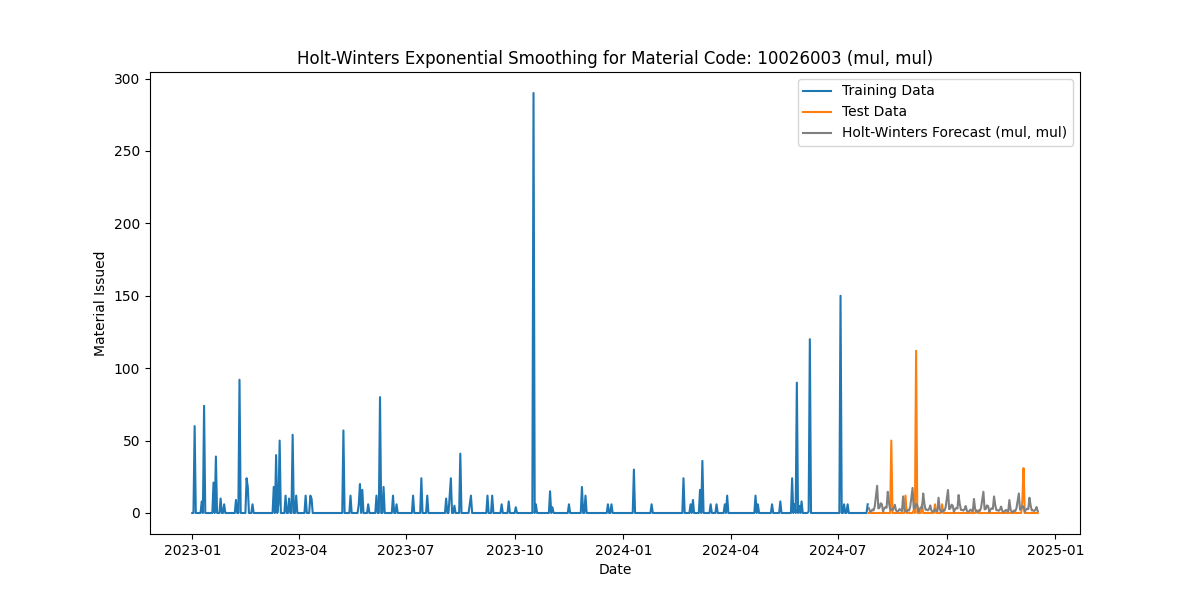 Holt-Winters Exponential Smoothing for Material Code: 10026003 (mul, mul)
300
250
200
150
100
50
0
Material Issued
Training Data
Test Data
Holt-Winters Forecast (mul, mul)
2023-01
2023-04
2023-07
2023-10
2024-01
2024-04
2024-07
2024-10
2025-01
Date